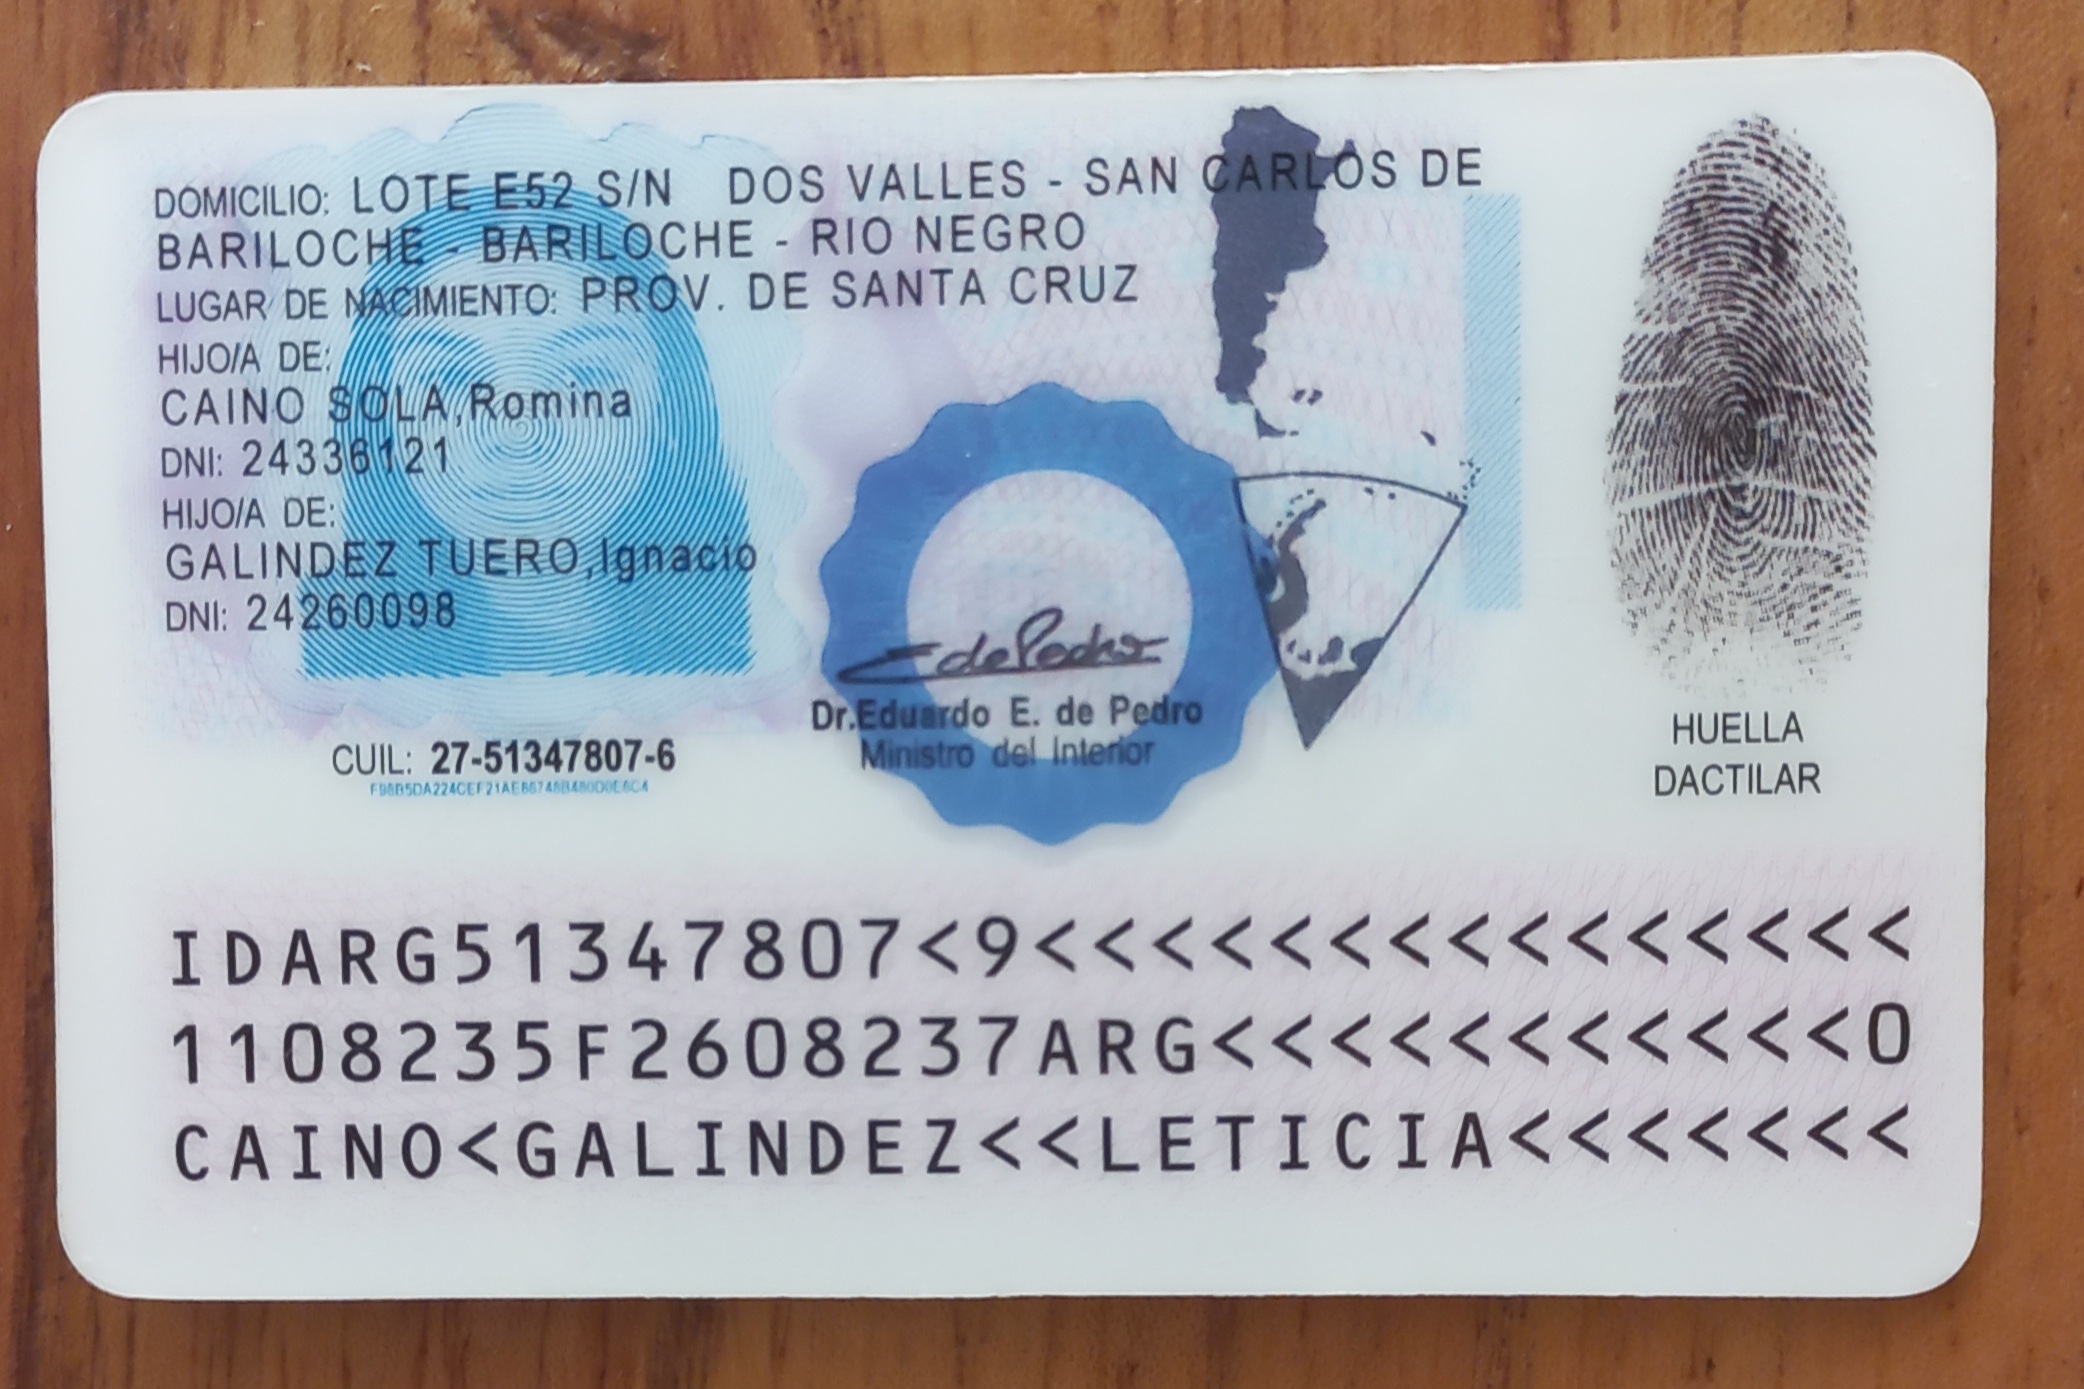 DOMICILIO: LOTE E52 S/N DOS VALLES - SAN CARLOS DE
BARILOCHE - BARILOCHE - RIO NEGRO
LUGAR DE NACIMIENTO: PROV. DE SANTA CRUZ
HIJO/A DE:
CAINO SOLA,Romina
DNI: 24336121
HIJO/A DE:
GALINDEZ TUERO,Ignacio
DNI: 24260098
E de Pedro
Dr.Eduardo E. de Pedro
Ministro del Interior
CUIL: 27-51347807-6
HUELLA
DACTILAR
IDARG51347807<9<<<<<<<<<<<<<<<
1108235F2608237ARG<<<<<<<<<<<0
CAINO<GALINDEZ<<LETICIA<<<<<<<